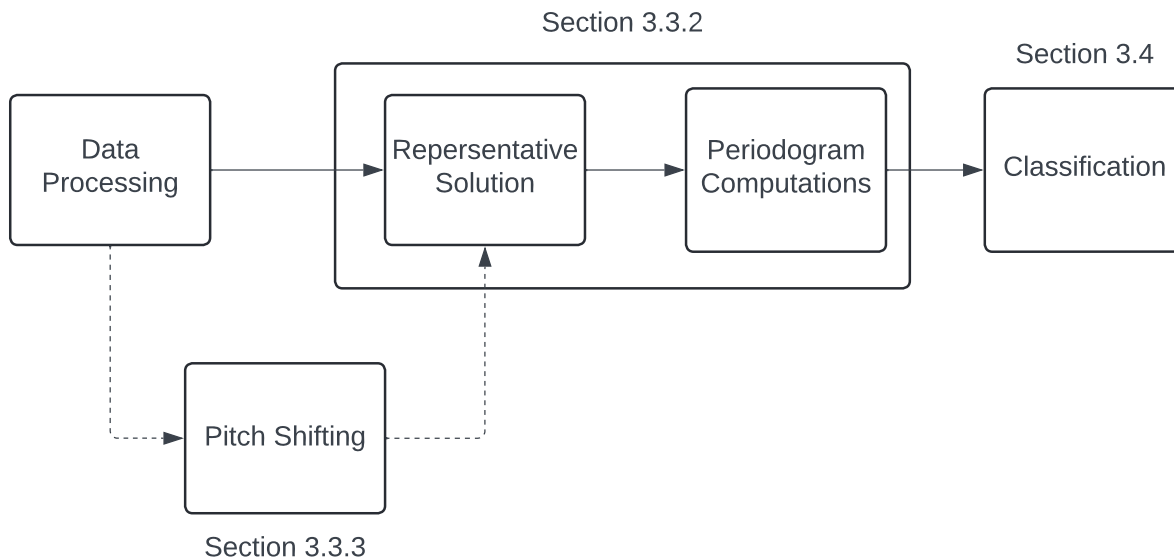 Section 3.3.2
Section 3.4
Data
Processing
Repersentative
Solution
Periodogram
Computations
Classification
Pitch Shifting
Section 3.3.3